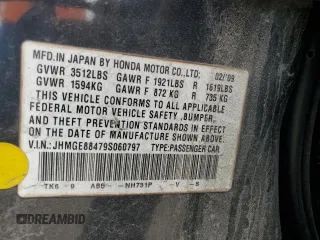 MFD.IN JAPAN BY HONDA MOTOR CO.,LTD. 02/'09
GVWR 3512LBS GAWR F 1921LBS R 1619LBS
GVWR 1594KG GAWR F 872 KG R 735 KG
THIS VEHICLE CONFORMS TO ALL APPLICABLE
FEDERAL MOTOR VEHICLE SAFETY ,BUMPER,
AND THEFT PREVENTION STANDARDS IN EFFECT
ON THE DATE OF MANUFACTURE SHOWN ABOVE.
V.I.N.: JHMGE88479S060797 TYPE:PASSENGER CAR
TK6 9 NH731P V
DREAMBID